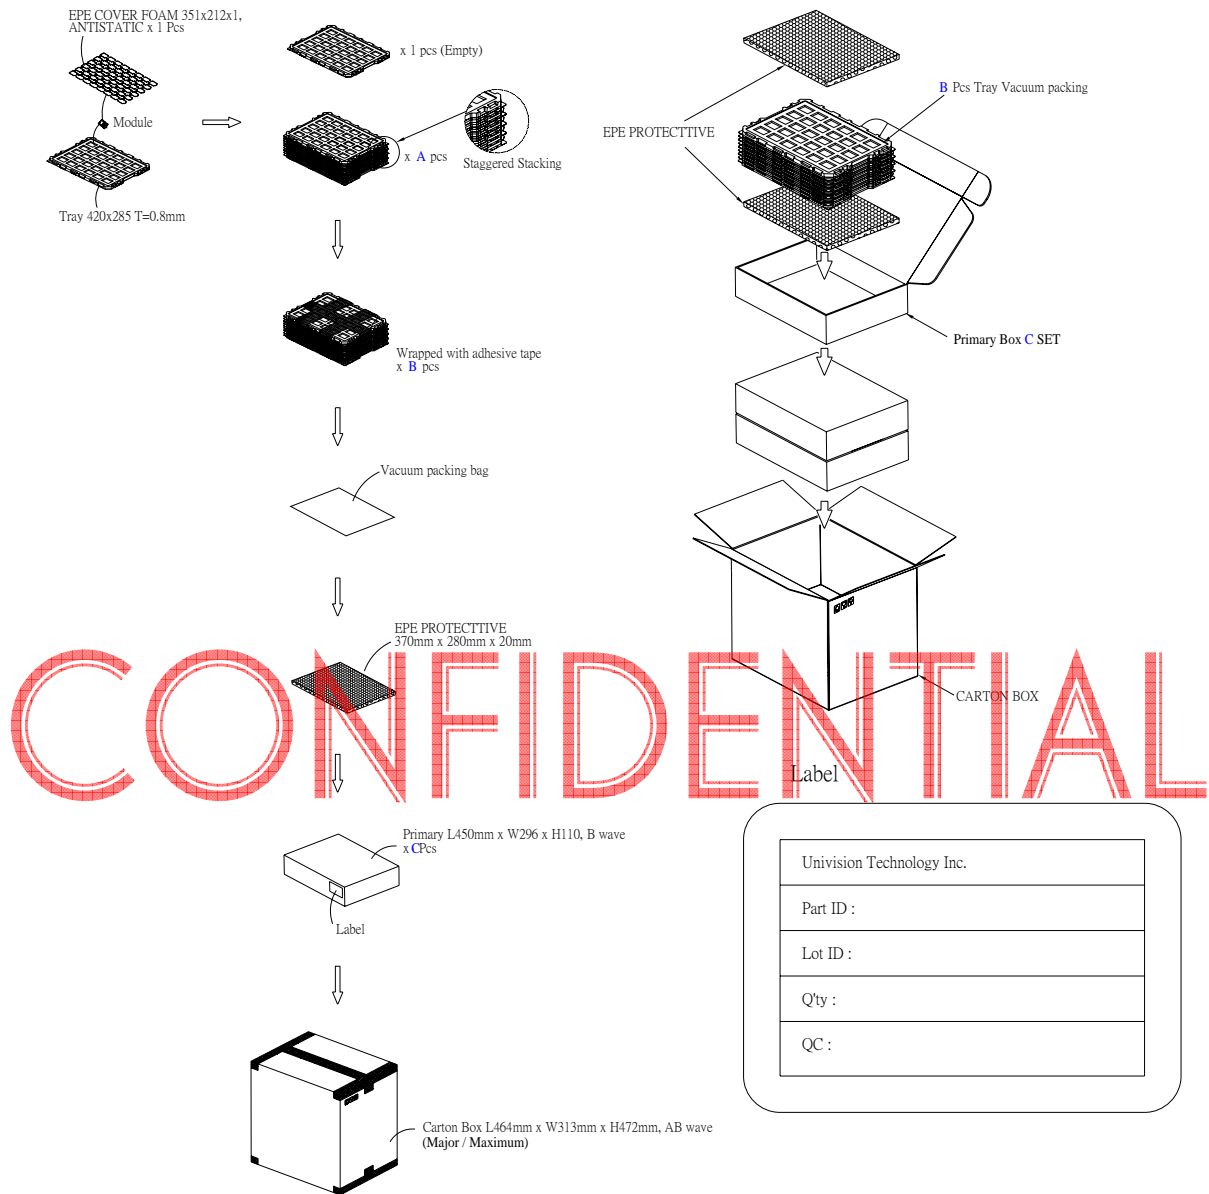 EPE COVER FOAM 351x212x1,
ANTISTATIC x 1 Pcs
Module
Tray 420x285 T=0.8mm
x 1 pcs (Empty)
x A pcs
Staggered Stacking
Wrapped with adhesive tape
x B pcs
Vacuum packing bag
EPE PROTECTTIVE
370mm x 280mm x 20mm
Primary L450mm x W296 x H110, B wave
x C Pcs
Label
Carton Box L464mm x W313mm x H472mm, AB wave
(Major / Maximum)
B Pcs Tray Vacuum packing
EPE PROTECTTIVE
Primary Box C SET
CARTON BOX
CONFIDENTIAL
Label
Univision Technology Inc.
Part ID :
Lot ID :
Q'ty :
QC :